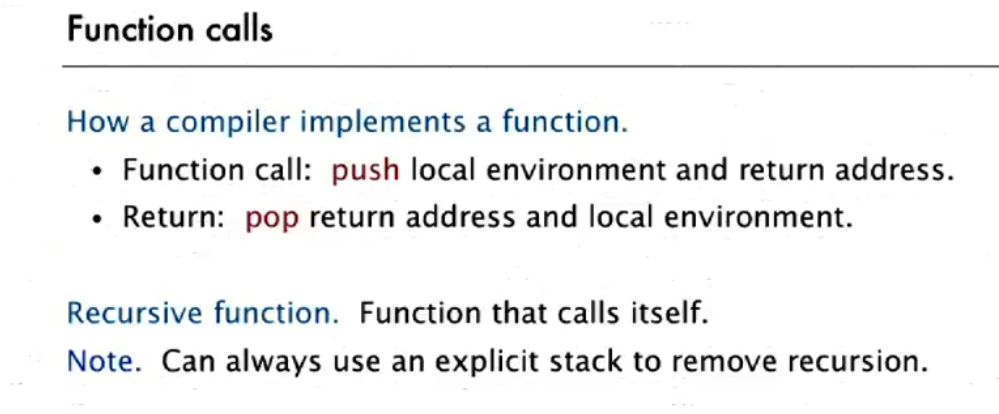 Function calls
How a compiler implements a function.
• Function call: push local environment and return address.
• Return: pop return address and local environment.
Recursive function. Function that calls itself.
Note. Can always use an explicit stack to remove recursion.